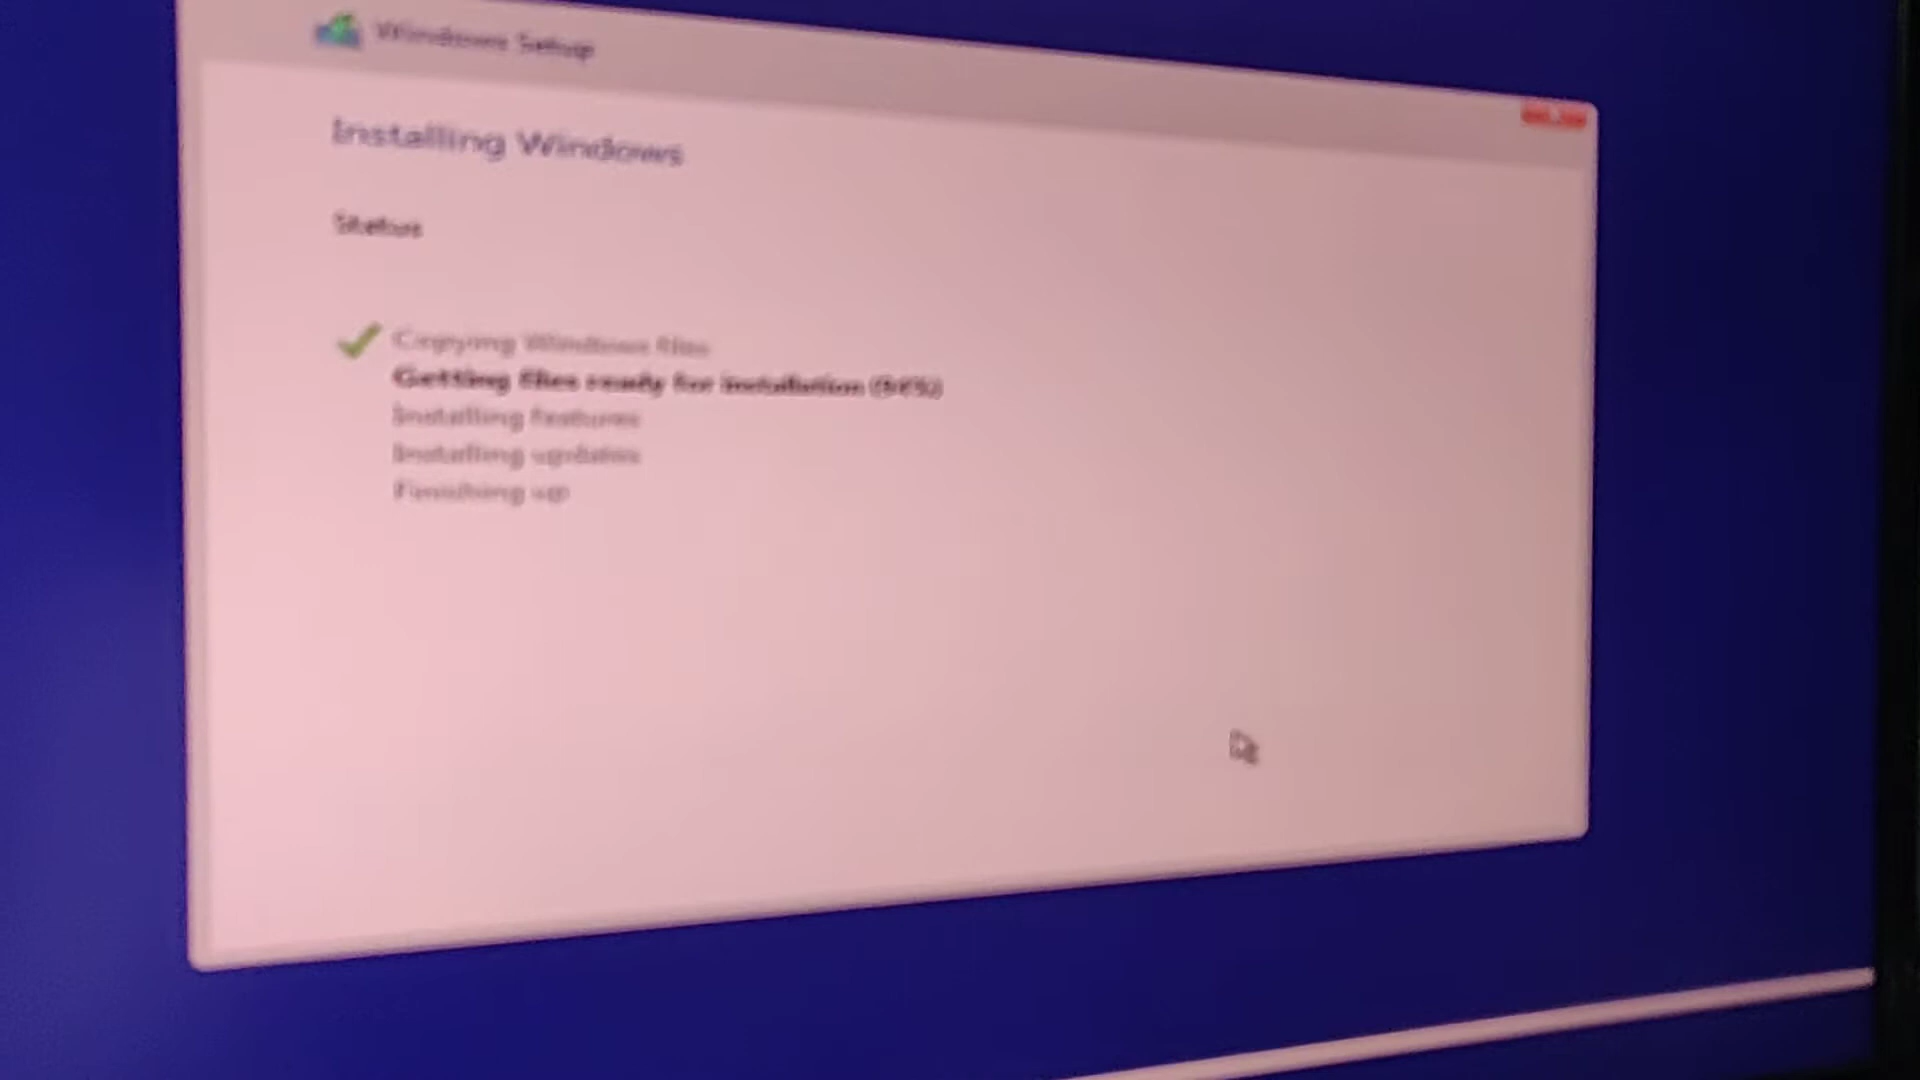 Windows Setup
Installing Windows
Status
Copying Windows files
Getting files ready for installation
Installing features
Installing updates
Finishing up